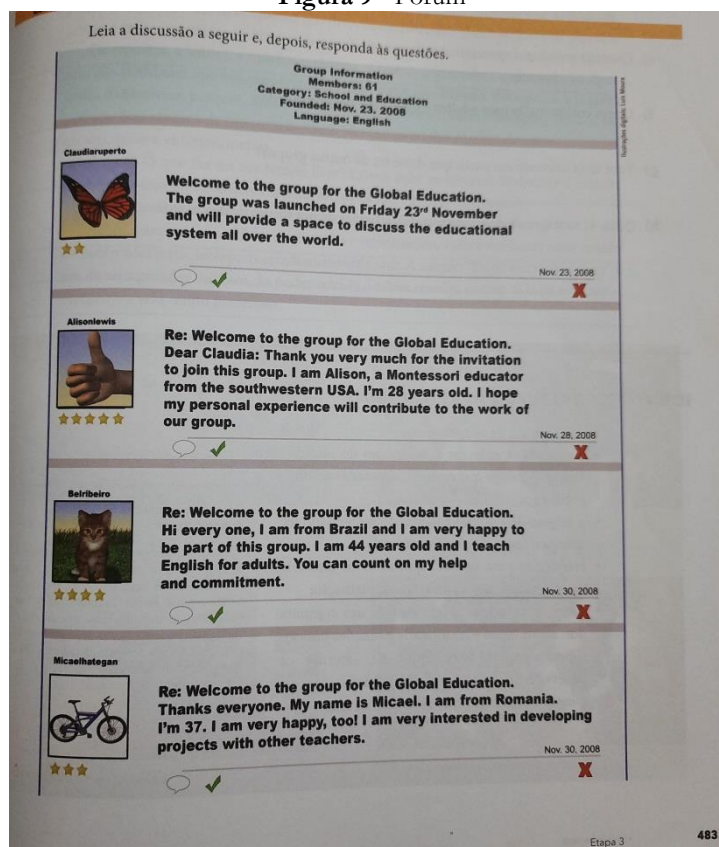 Figura 9 - Fórum
Leia a discussão a seguir e, depois, responda às questões.
Group Information
Members: 61
Category: School and Education
Founded: Nov. 23, 2008
Language: English
Ilustrações digitais: Luis Moura
Claudiaruperto
Welcome to the group for the Global Education.
The group was launched on Friday 23rd November
and will provide a space to discuss the educational
system all over the world.
Nov. 23, 2008
X
Alisonlewis
Re: Welcome to the group for the Global Education.
Dear Claudia: Thank you very much for the invitation
to join this group. I am Alison, a Montessori educator
from the southwestern USA. I'm 28 years old. I hope
my personal experience will contribute to the work of
our group.
Nov. 28, 2008
X
Belribeiro
Re: Welcome to the group for the Global Education.
Hi every one, I am from Brazil and I am very happy to
be part of this group. I am 44 years old and I teach
English for adults. You can count on my help
and commitment.
Nov. 30, 2008
X
Micaelhategan
Re: Welcome to the group for the Global Education.
Thanks everyone. My name is Micael. I am from Romania.
I'm 37. I am very happy, too! I am very interested in developing
projects with other teachers.
Nov. 30, 2008
X
Etapa 3
483